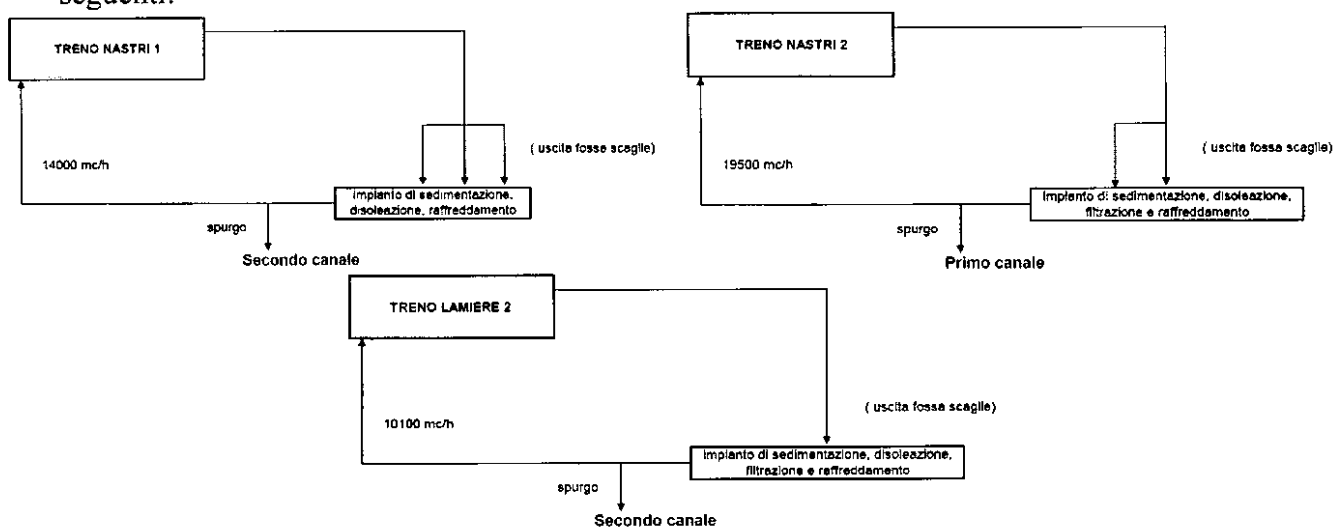 seguenti:
TRENO NASTRI 1
14000 mc/h
( uscita fossa scaglie)
Impianto di sedimentazione,
disoleazione, raffreddamento
spurgo
Secondo canale
TRENO NASTRI 2
19500 mc/h
( uscita fossa scaglie)
Impianto di sedimentazione, disoleazione,
filtrazione e raffreddamento
spurgo
Primo canale
TRENO LAMIERE 2
10100 mc/h
( uscita fossa scaglie)
Impianto di sedimentazione, disoleazione,
filtrazione e raffreddamento
spurgo
Secondo canale